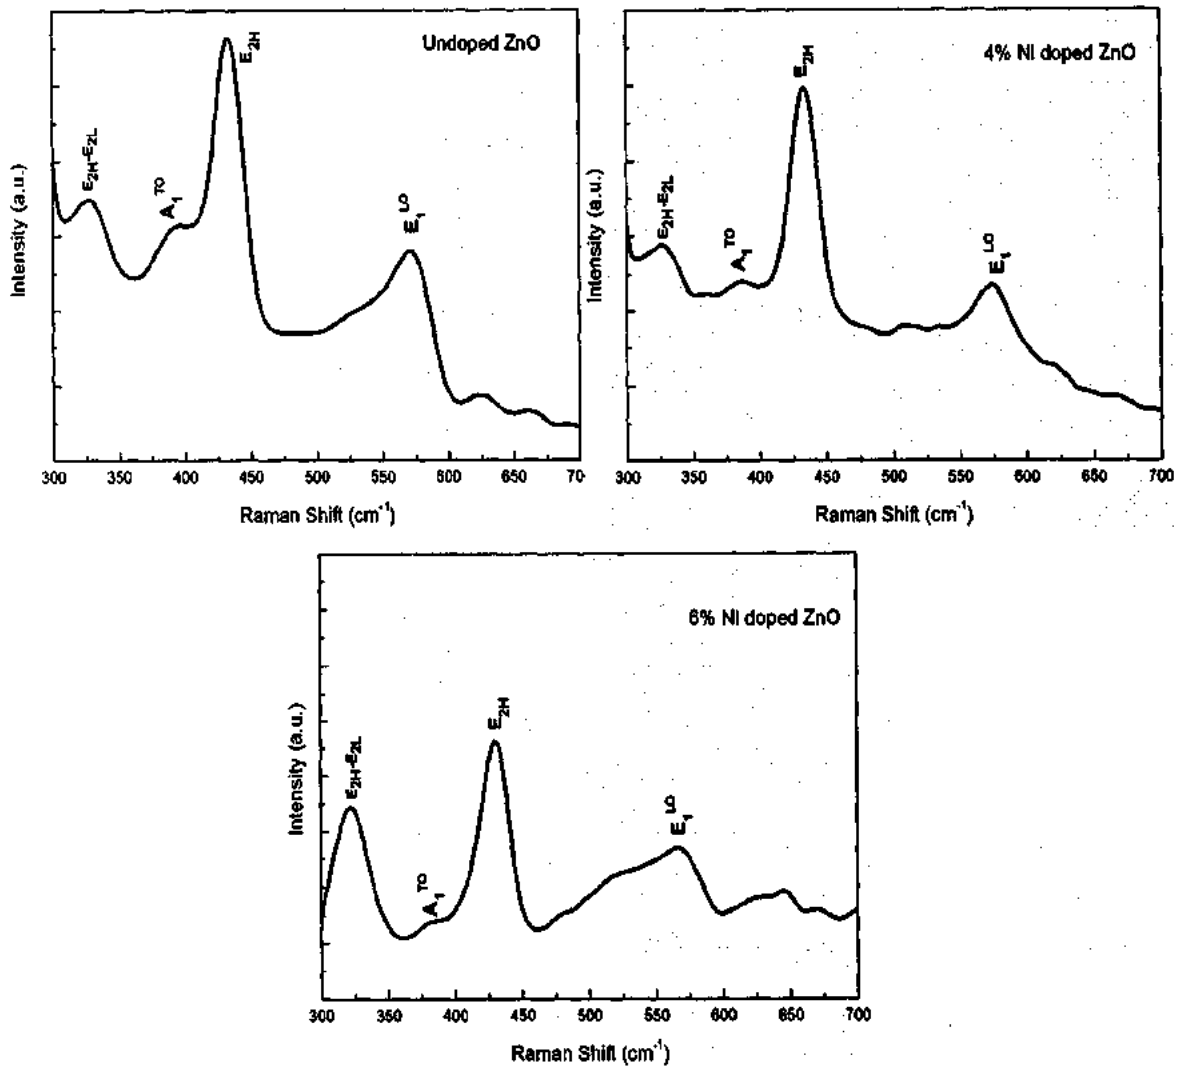 Undoped ZnO
E2H
E2H-E2L
A1TO
E1LO
Intensity (a.u.)
300 350 400 450 500 550 600 650 70
Raman Shift (cm-1)
4% Ni doped ZnO
E2H
E2H-E2L
A1TO
E1LO
Intensity (a.u.)
300 350 400 450 500 550 600 650 700
Raman Shift (cm-1)
6% Ni doped ZnO
E2H
E2H-E2L
A1TO
E1LO
Intensity (a.u.)
300 350 400 450 500 550 600 650 700
Raman Shift (cm-1)